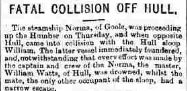 FATAL COLLISION OFF HULL.
The steamship Norma, of Goole, was proceeding
up the Humber on Thursday, and when opposite
Hull, came into collision with the Hull sloop
William. The latter vessel immediately foundered,
and, notwithstanding that every effort was made by
the captain and crew of the Norma, the master,
William Watts, of Hull, was drowned, whilst the
mate, the only other occupant of the sloop, had a
narrow escape.